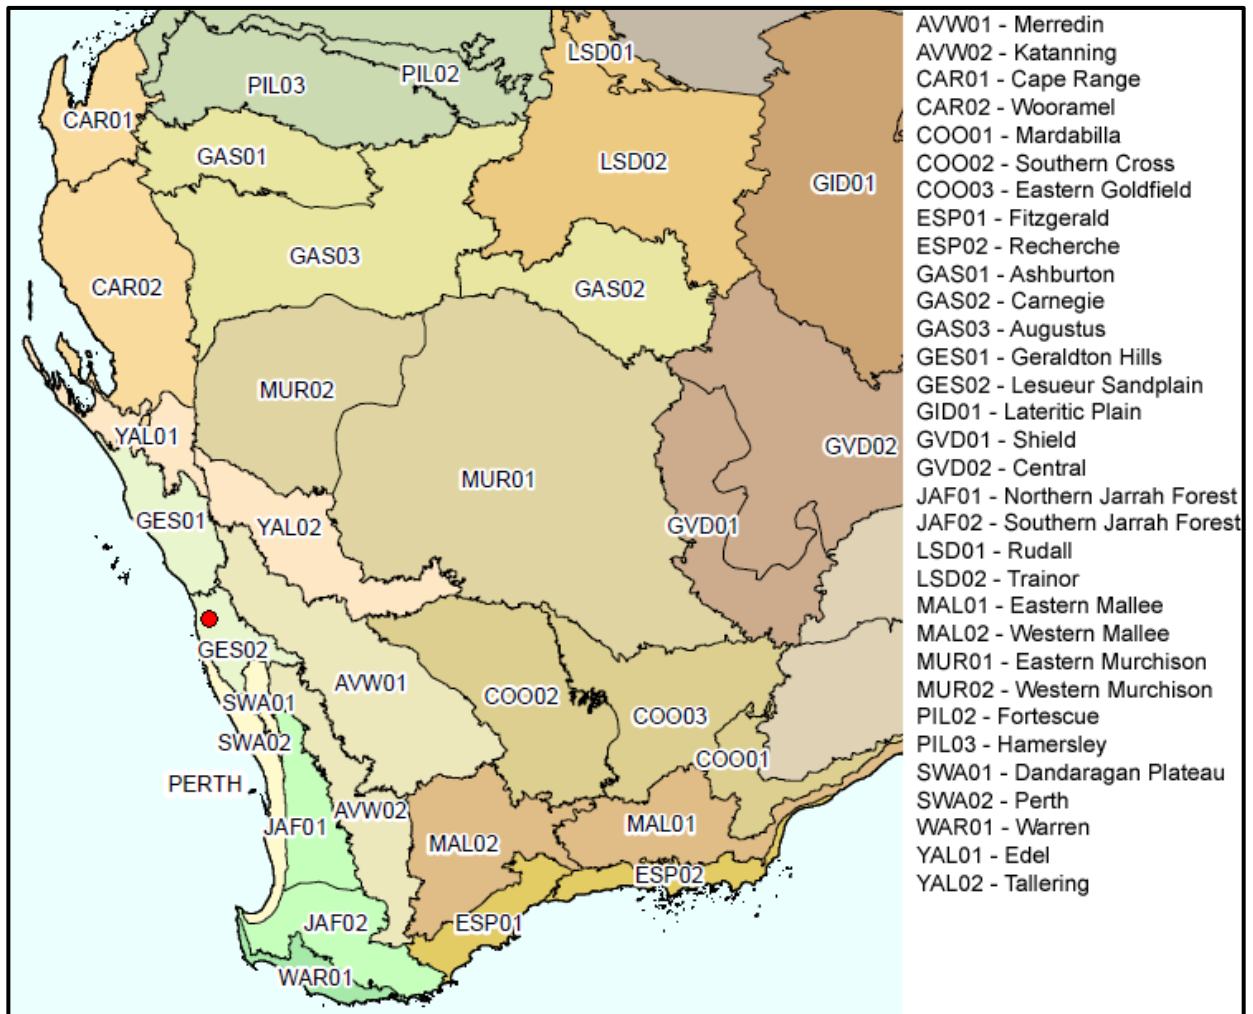 LSD01
PIL02
PIL03
CAR01
GAS01
LSD02
GID01
GAS03
CAR02
GAS02
MUR02
YAL01
GVD02
MUR01
GES01
YAL02
GVD01
GES02
AVW01
COO02
SWA01
COO03
SWA02
COO01
PERTH
AVW02
JAF01
MAL01
MAL02
ESP02
JAF02
ESP01
WAR01
AVW01 - Merredin
AVW02 - Katanning
CAR01 - Cape Range
CAR02 - Wooramel
COO01 - Mardabilla
COO02 - Southern Cross
COO03 - Eastern Goldfield
ESP01 - Fitzgerald
ESP02 - Recherche
GAS01 - Ashburton
GAS02 - Carnegie
GAS03 - Augustus
GES01 - Geraldton Hills
GES02 - Lesueur Sandplain
GID01 - Lateritic Plain
GVD01 - Shield
GVD02 - Central
JAF01 - Northern Jarrah Forest
JAF02 - Southern Jarrah Forest
LSD01 - Rudall
LSD02 - Trainor
MAL01 - Eastern Mallee
MAL02 - Western Mallee
MUR01 - Eastern Murchison
MUR02 - Western Murchison
PIL02 - Fortescue
PIL03 - Hamersley
SWA01 - Dandaragan Plateau
SWA02 - Perth
WAR01 - Warren
YAL01 - Edel
YAL02 - Tallering